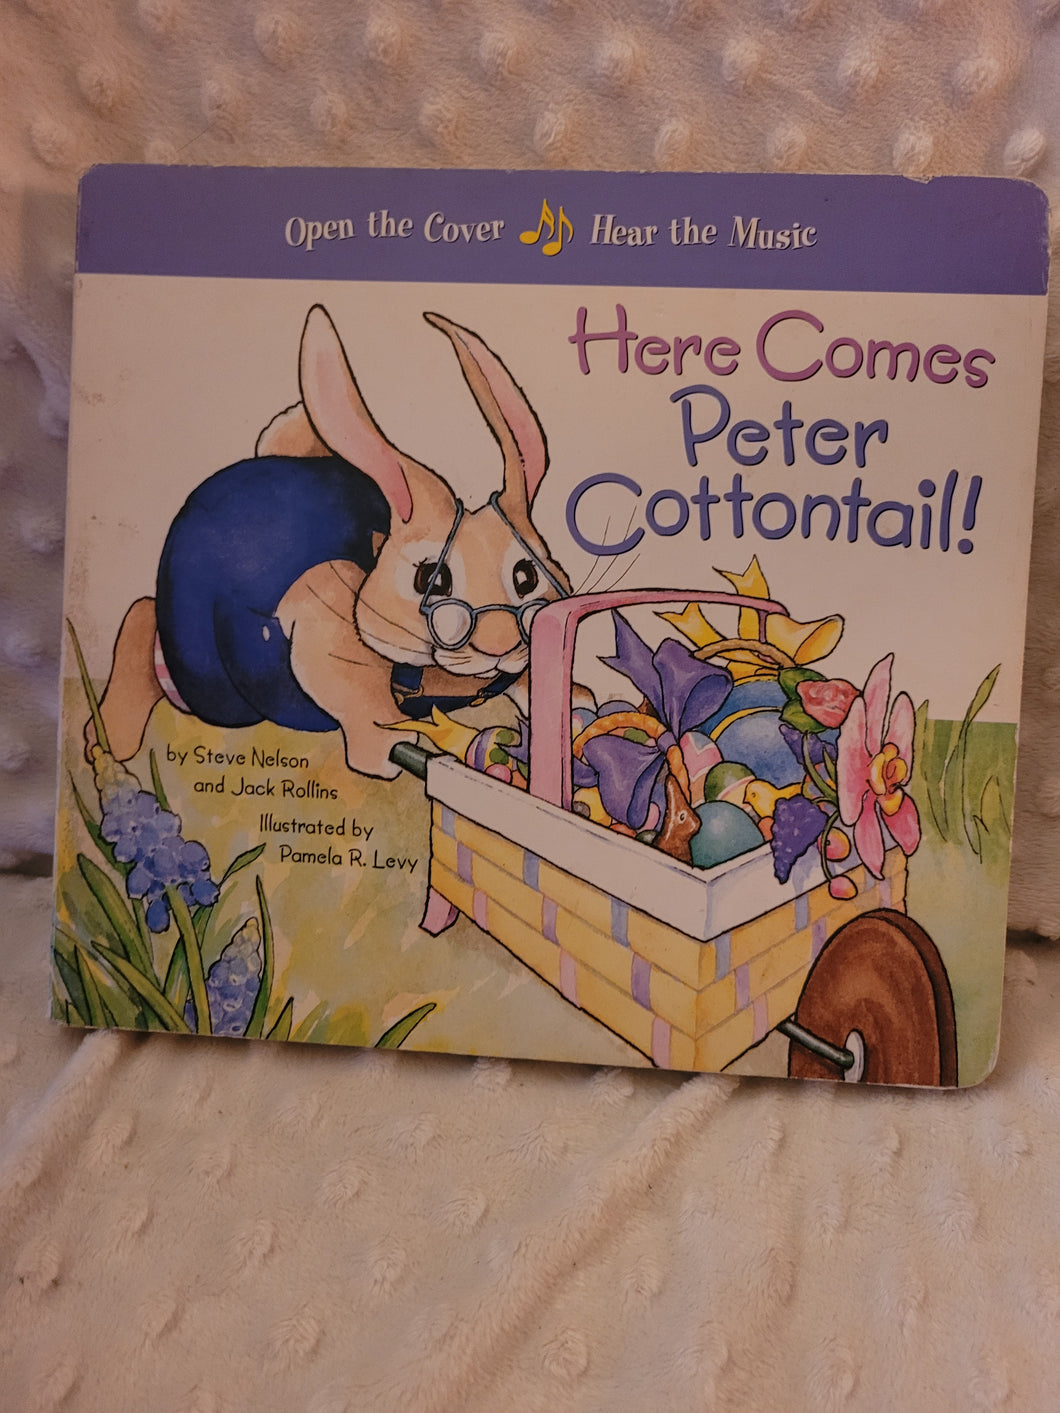 Open the Cover Hear the Music
Here Comes
Peter
Cottontail!
by Steve Nelson
and Jack Rollins
Illustrated by
Pamela R. Levy